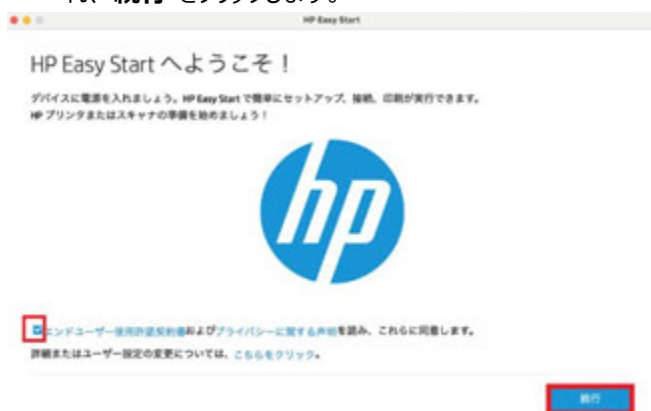 続行 をクリックします。
HP Easy Start
HP Easy Start へようこそ！
デバイスに電源を入れましょう。HP Easy Start で簡単にセットアップ、接続、印刷が実行できます。
HP プリンタまたはスキャナの準備を始めましょう！
hp
エンドユーザー使用許諾契約書およびプライバシーに関する声明を読み、これらに同意します。
詳細またはユーザー設定の変更については、こちらをクリック。
続行